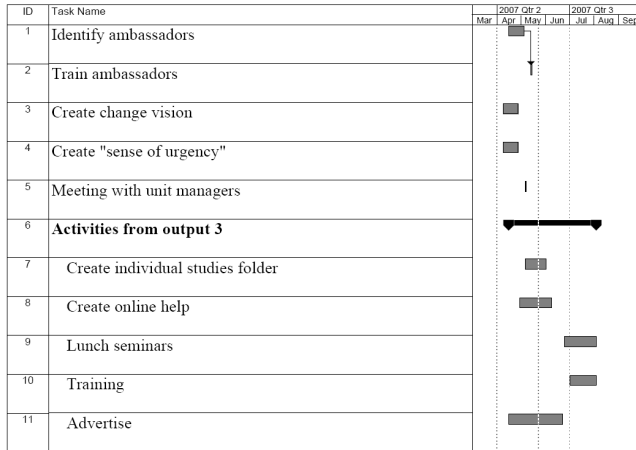 ID Task Name 2007 Qtr 2 2007 Qtr 3
Mar Apr May Jun Jul Aug Sep
1 Identify ambassadors
2 Train ambassadors
3 Create change vision
4 Create "sense of urgency"
5 Meeting with unit managers
6 Activities from output 3
7 Create individual studies folder
8 Create online help
9 Lunch seminars
10 Training
11 Advertise